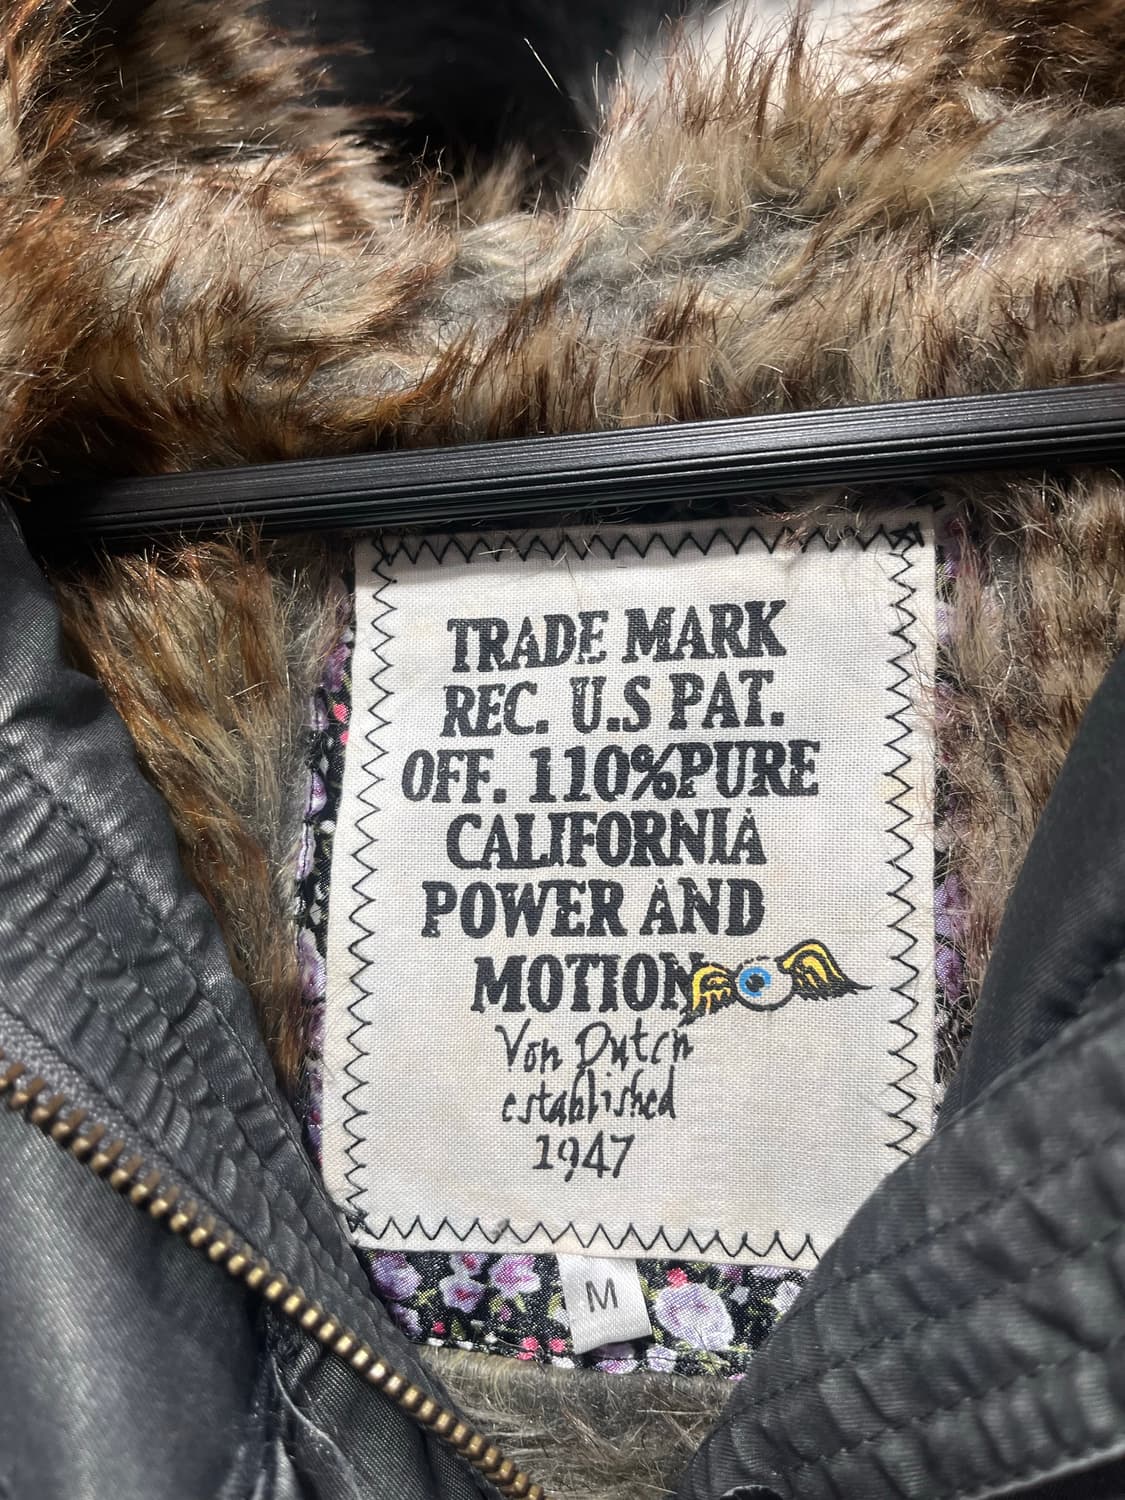 TRADE MARK
REC. U.S PAT.
OFF. 110%PURE
CALIFORNIA
POWER AND
MOTION
Von Dutch
established
1947
M